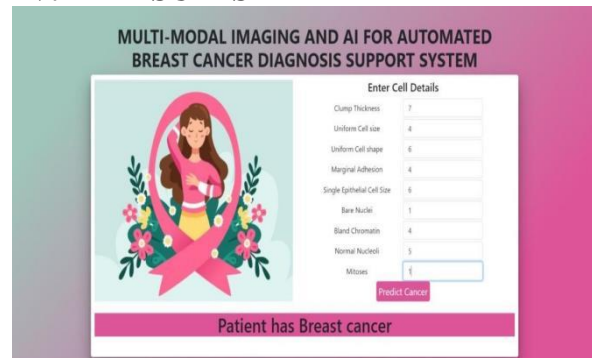 MULTI-MODAL IMAGING AND AI FOR AUTOMATED
BREAST CANCER DIAGNOSIS SUPPORT SYSTEM
Enter Cell Details
Clump Thickness 7
Uniform Cell size 4
Uniform Cell shape 6
Marginal Adhesion 4
Single Epithelial Cell Size 6
Bare Nuclei 1
Bland Chromatin 4
Normal Nucleoli 5
Mitoses 1
Predict Cancer
Patient has Breast cancer